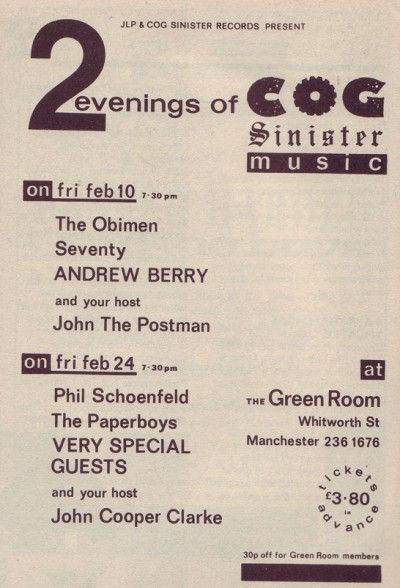 JLP & COG SINISTER RECORDS PRESENT
2 evenings of COG
Sinister
music
on fri feb 10 7·30 pm
The Obimen
Seventy
ANDREW BERRY
and your host
John The Postman
on fri feb 24 7·30 pm
Phil Schoenfeld
The Paperboys
VERY SPECIAL
GUESTS
and your host
John Cooper Clarke
at
THE Green Room
Whitworth St
Manchester 236 1676
tickets
£3·80
in
advance
30p off for Green Room members